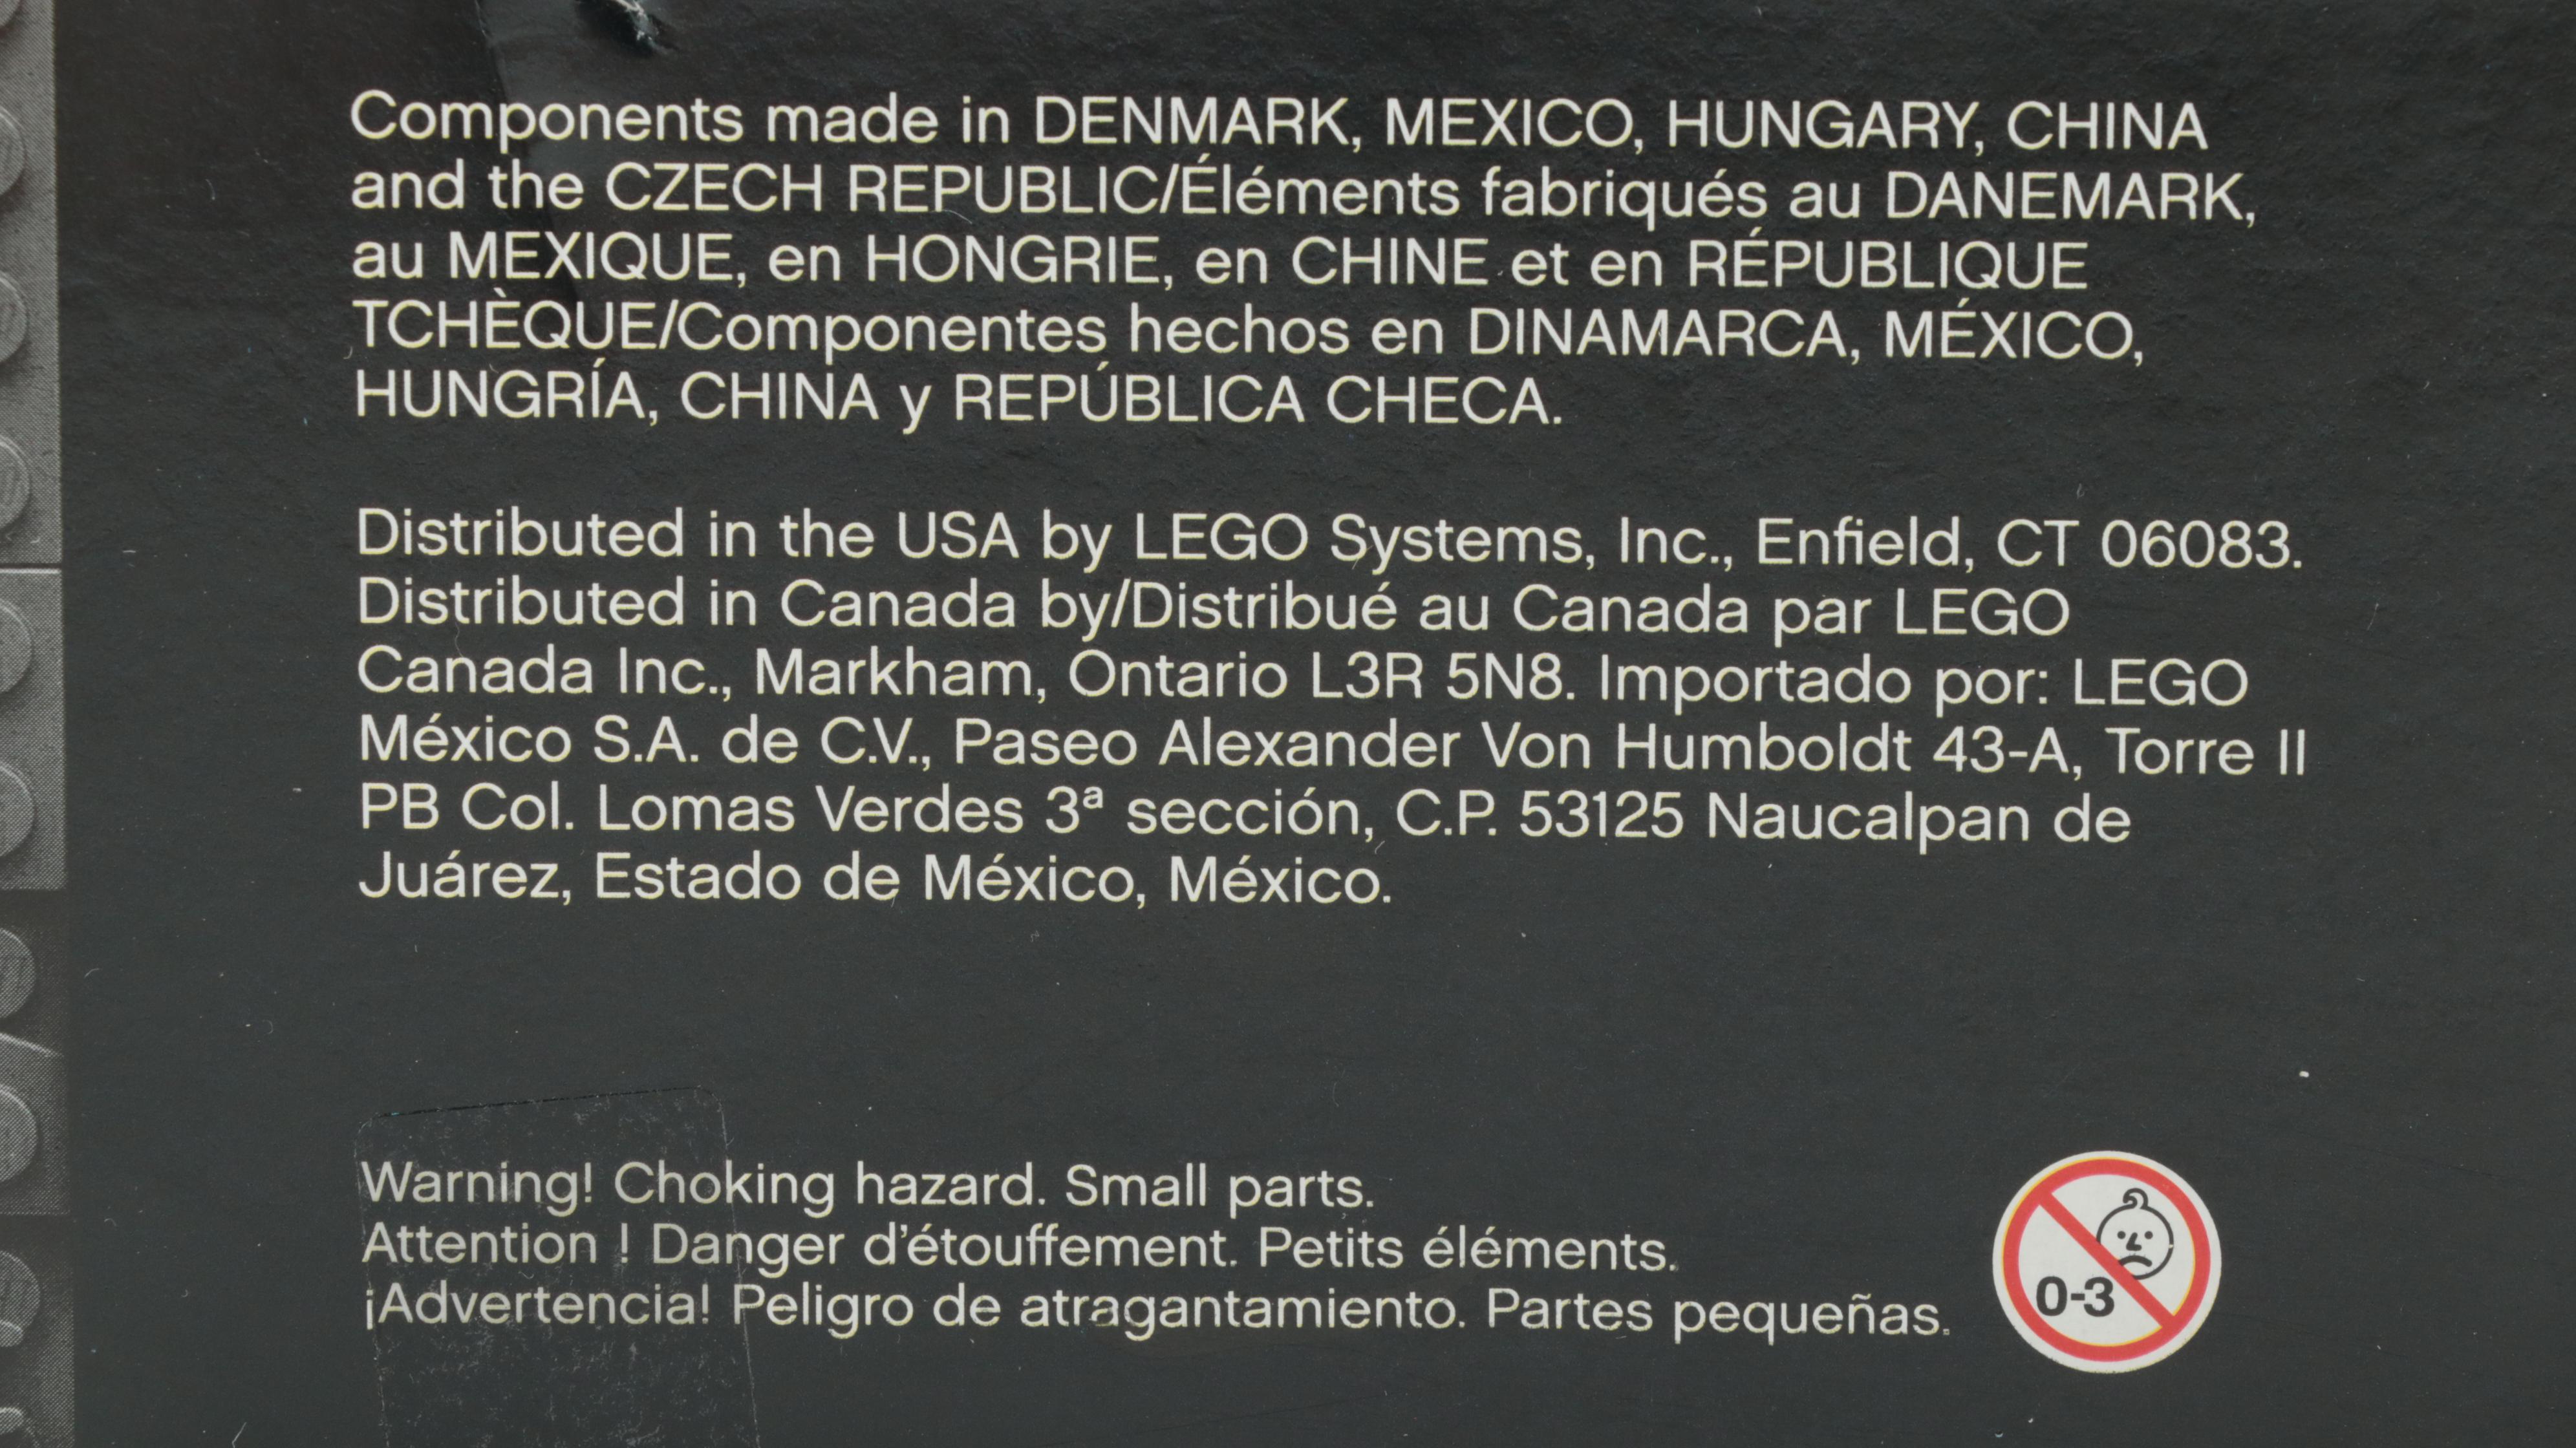 Components made in DENMARK, MEXICO, HUNGARY, CHINA
and the CZECH REPUBLIC/Éléments fabriqués au DANEMARK,
au MEXIQUE, en HONGRIE, en CHINE et en RÉPUBLIQUE
TCHÈQUE/Componentes hechos en DINAMARCA, MÉXICO,
HUNGRÍA, CHINA y REPÚBLICA CHECA.
Distributed in the USA by LEGO Systems, Inc., Enfield, CT 06083.
Distributed in Canada by/Distribué au Canada par LEGO
Canada Inc., Markham, Ontario L3R 5N8. Importado por: LEGO
México S.A. de C.V., Paseo Alexander Von Humboldt 43-A, Torre II
PB Col. Lomas Verdes 3ª sección, C.P. 53125 Naucalpan de
Juárez, Estado de México, México.
Warning! Choking hazard. Small parts.
Attention ! Danger d’étouffement. Petits éléments.
¡Advertencia! Peligro de atragantamiento. Partes pequeñas.
0-3